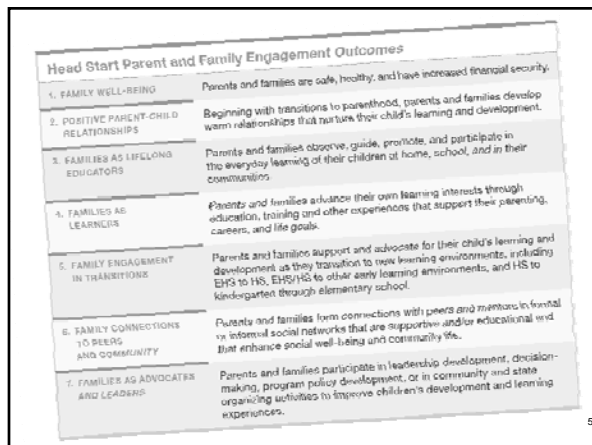 Head Start Parent and Family Engagement Outcomes
1. FAMILY WELL-BEING
Parents and families are safe, healthy, and have increased financial security.
2. POSITIVE PARENT-CHILD
RELATIONSHIPS
Beginning with transitions to parenthood, parents and families develop
warm relationships that nurture their child's learning and development.
3. FAMILIES AS LIFELONG
EDUCATORS
Parents and families observe, guide, promote, and participate in
the everyday learning of their children at home, school, and in their
communities.
4. FAMILIES AS
LEARNERS
Parents and families advance their own learning interests through
education, training and other experiences that support their parenting,
careers, and life goals.
5. FAMILY ENGAGEMENT
IN TRANSITIONS
Parents and families support and advocate for their child's learning and
development as they transition to new learning environments, including
EHS to HS, EHS/HS to other early learning environments, and HS to
kindergarten through elementary school.
6. FAMILY CONNECTIONS
TO PEERS
AND COMMUNITY
Parents and families form connections with peers and mentors in formal
or informal social networks that are supportive and/or educational and
that enhance social well-being and community life.
7. FAMILIES AS ADVOCATES
AND LEADERS
Parents and families participate in leadership development, decision-
making, program policy development, or in community and state
organizing activities to improve children's development and learning
experiences.
5